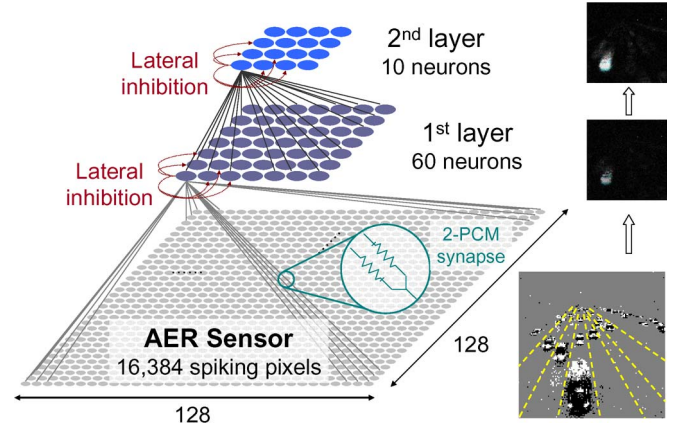 Lateral
inhibition
2nd layer
10 neurons
Lateral
inhibition
1st layer
60 neurons
2-PCM
synapse
AER Sensor
16,384 spiking pixels
128
128